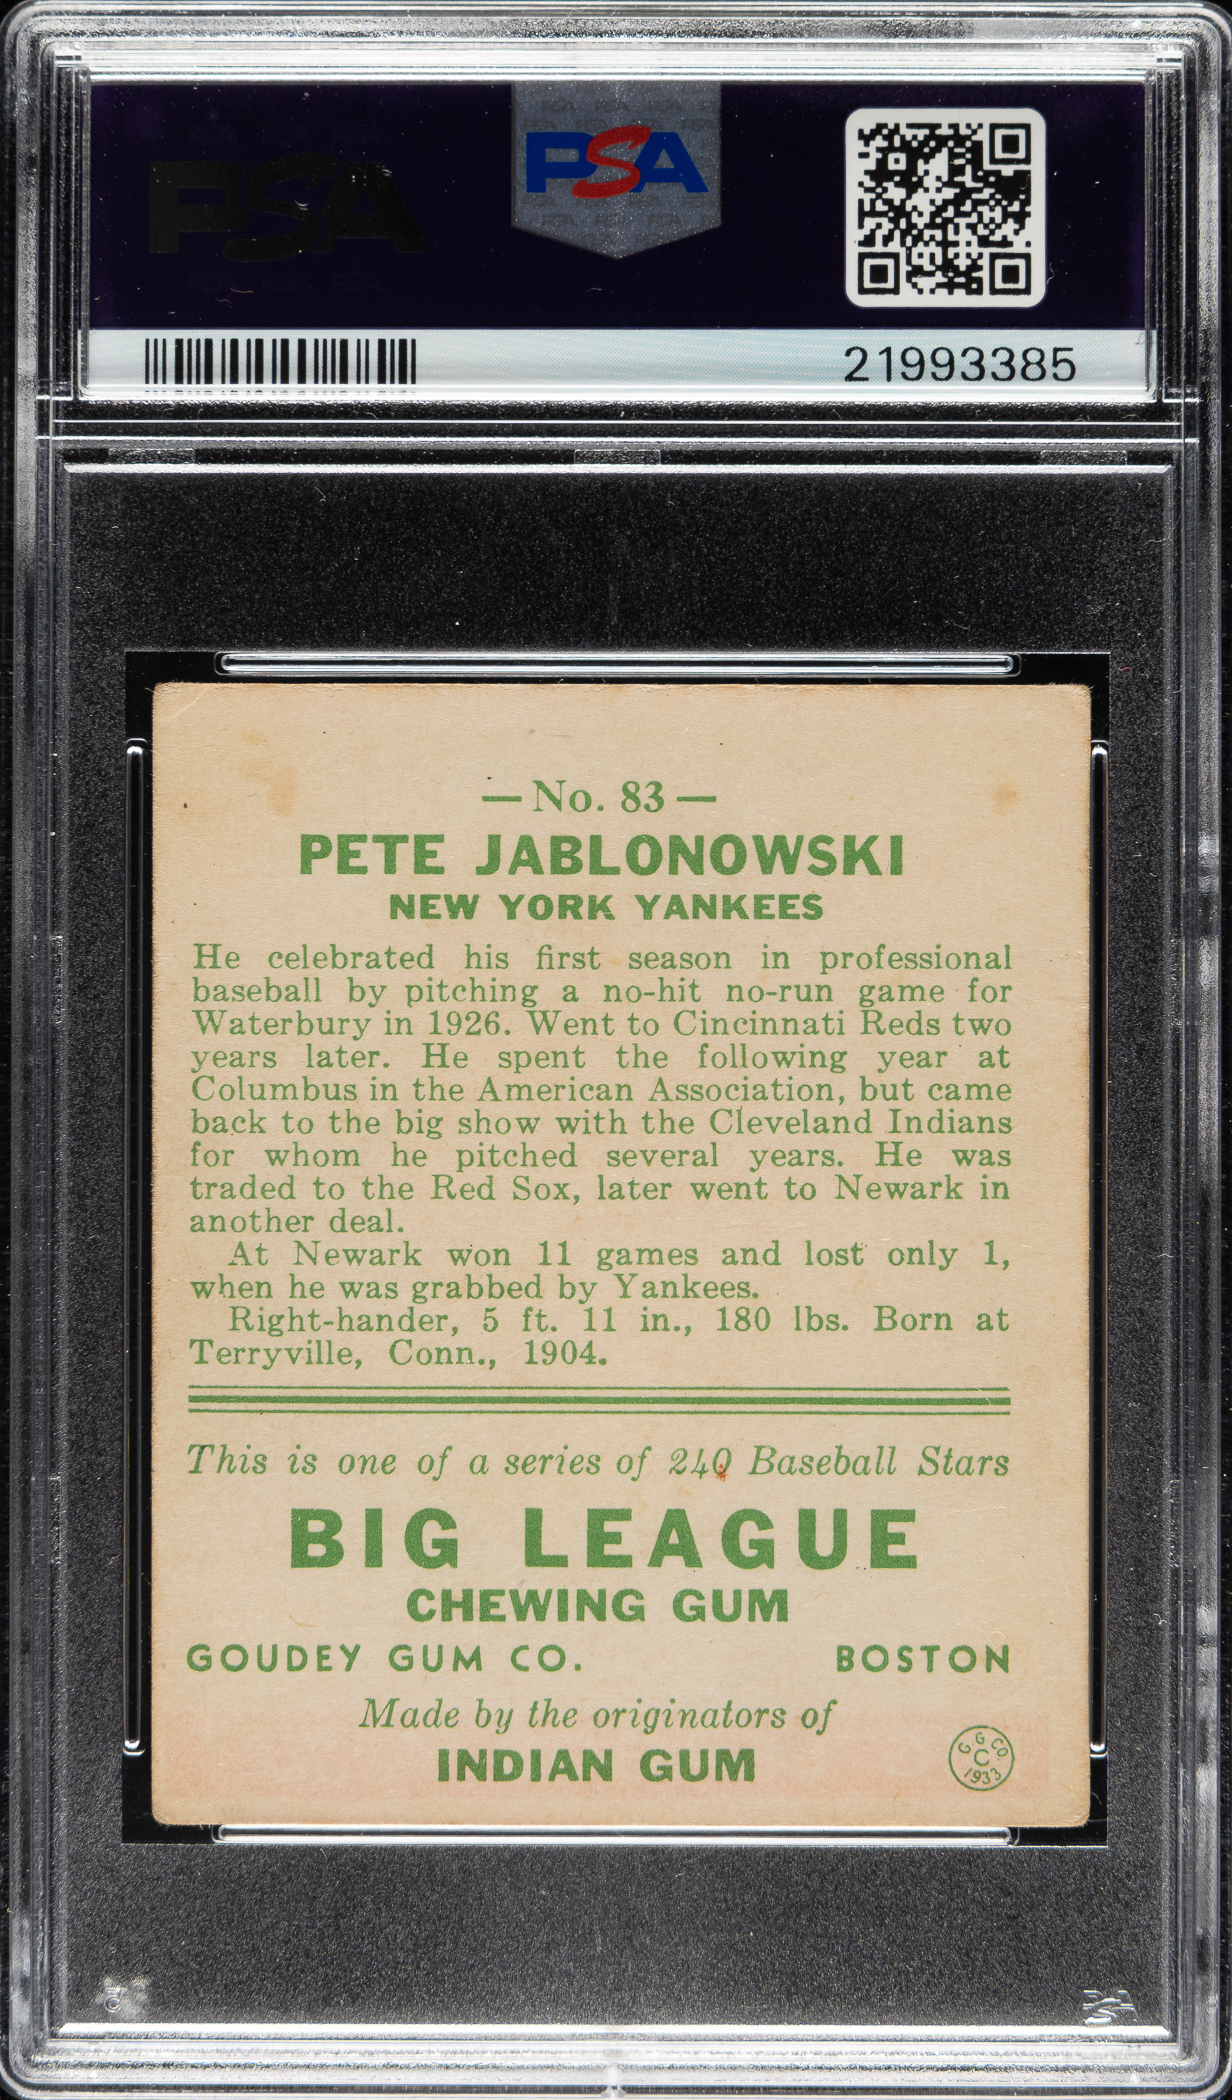 PSA
PSA
21993385
— No. 83 —
PETE JABLONOWSKI
NEW YORK YANKEES
He celebrated his first season in professional
baseball by pitching a no-hit no-run game for
Waterbury in 1926. Went to Cincinnati Reds two
years later. He spent the following year at
Columbus in the American Association, but came
back to the big show with the Cleveland Indians
for whom he pitched several years. He was
traded to the Red Sox, later went to Newark in
another deal.
At Newark won 11 games and lost only 1,
when he was grabbed by Yankees.
Right-hander, 5 ft. 11 in., 180 lbs. Born at
Terryville, Conn., 1904.
This is one of a series of 240 Baseball Stars
BIG LEAGUE
CHEWING GUM
GOUDEY GUM CO. BOSTON
Made by the originators of
INDIAN GUM
G G CO.
C
1933
PSA